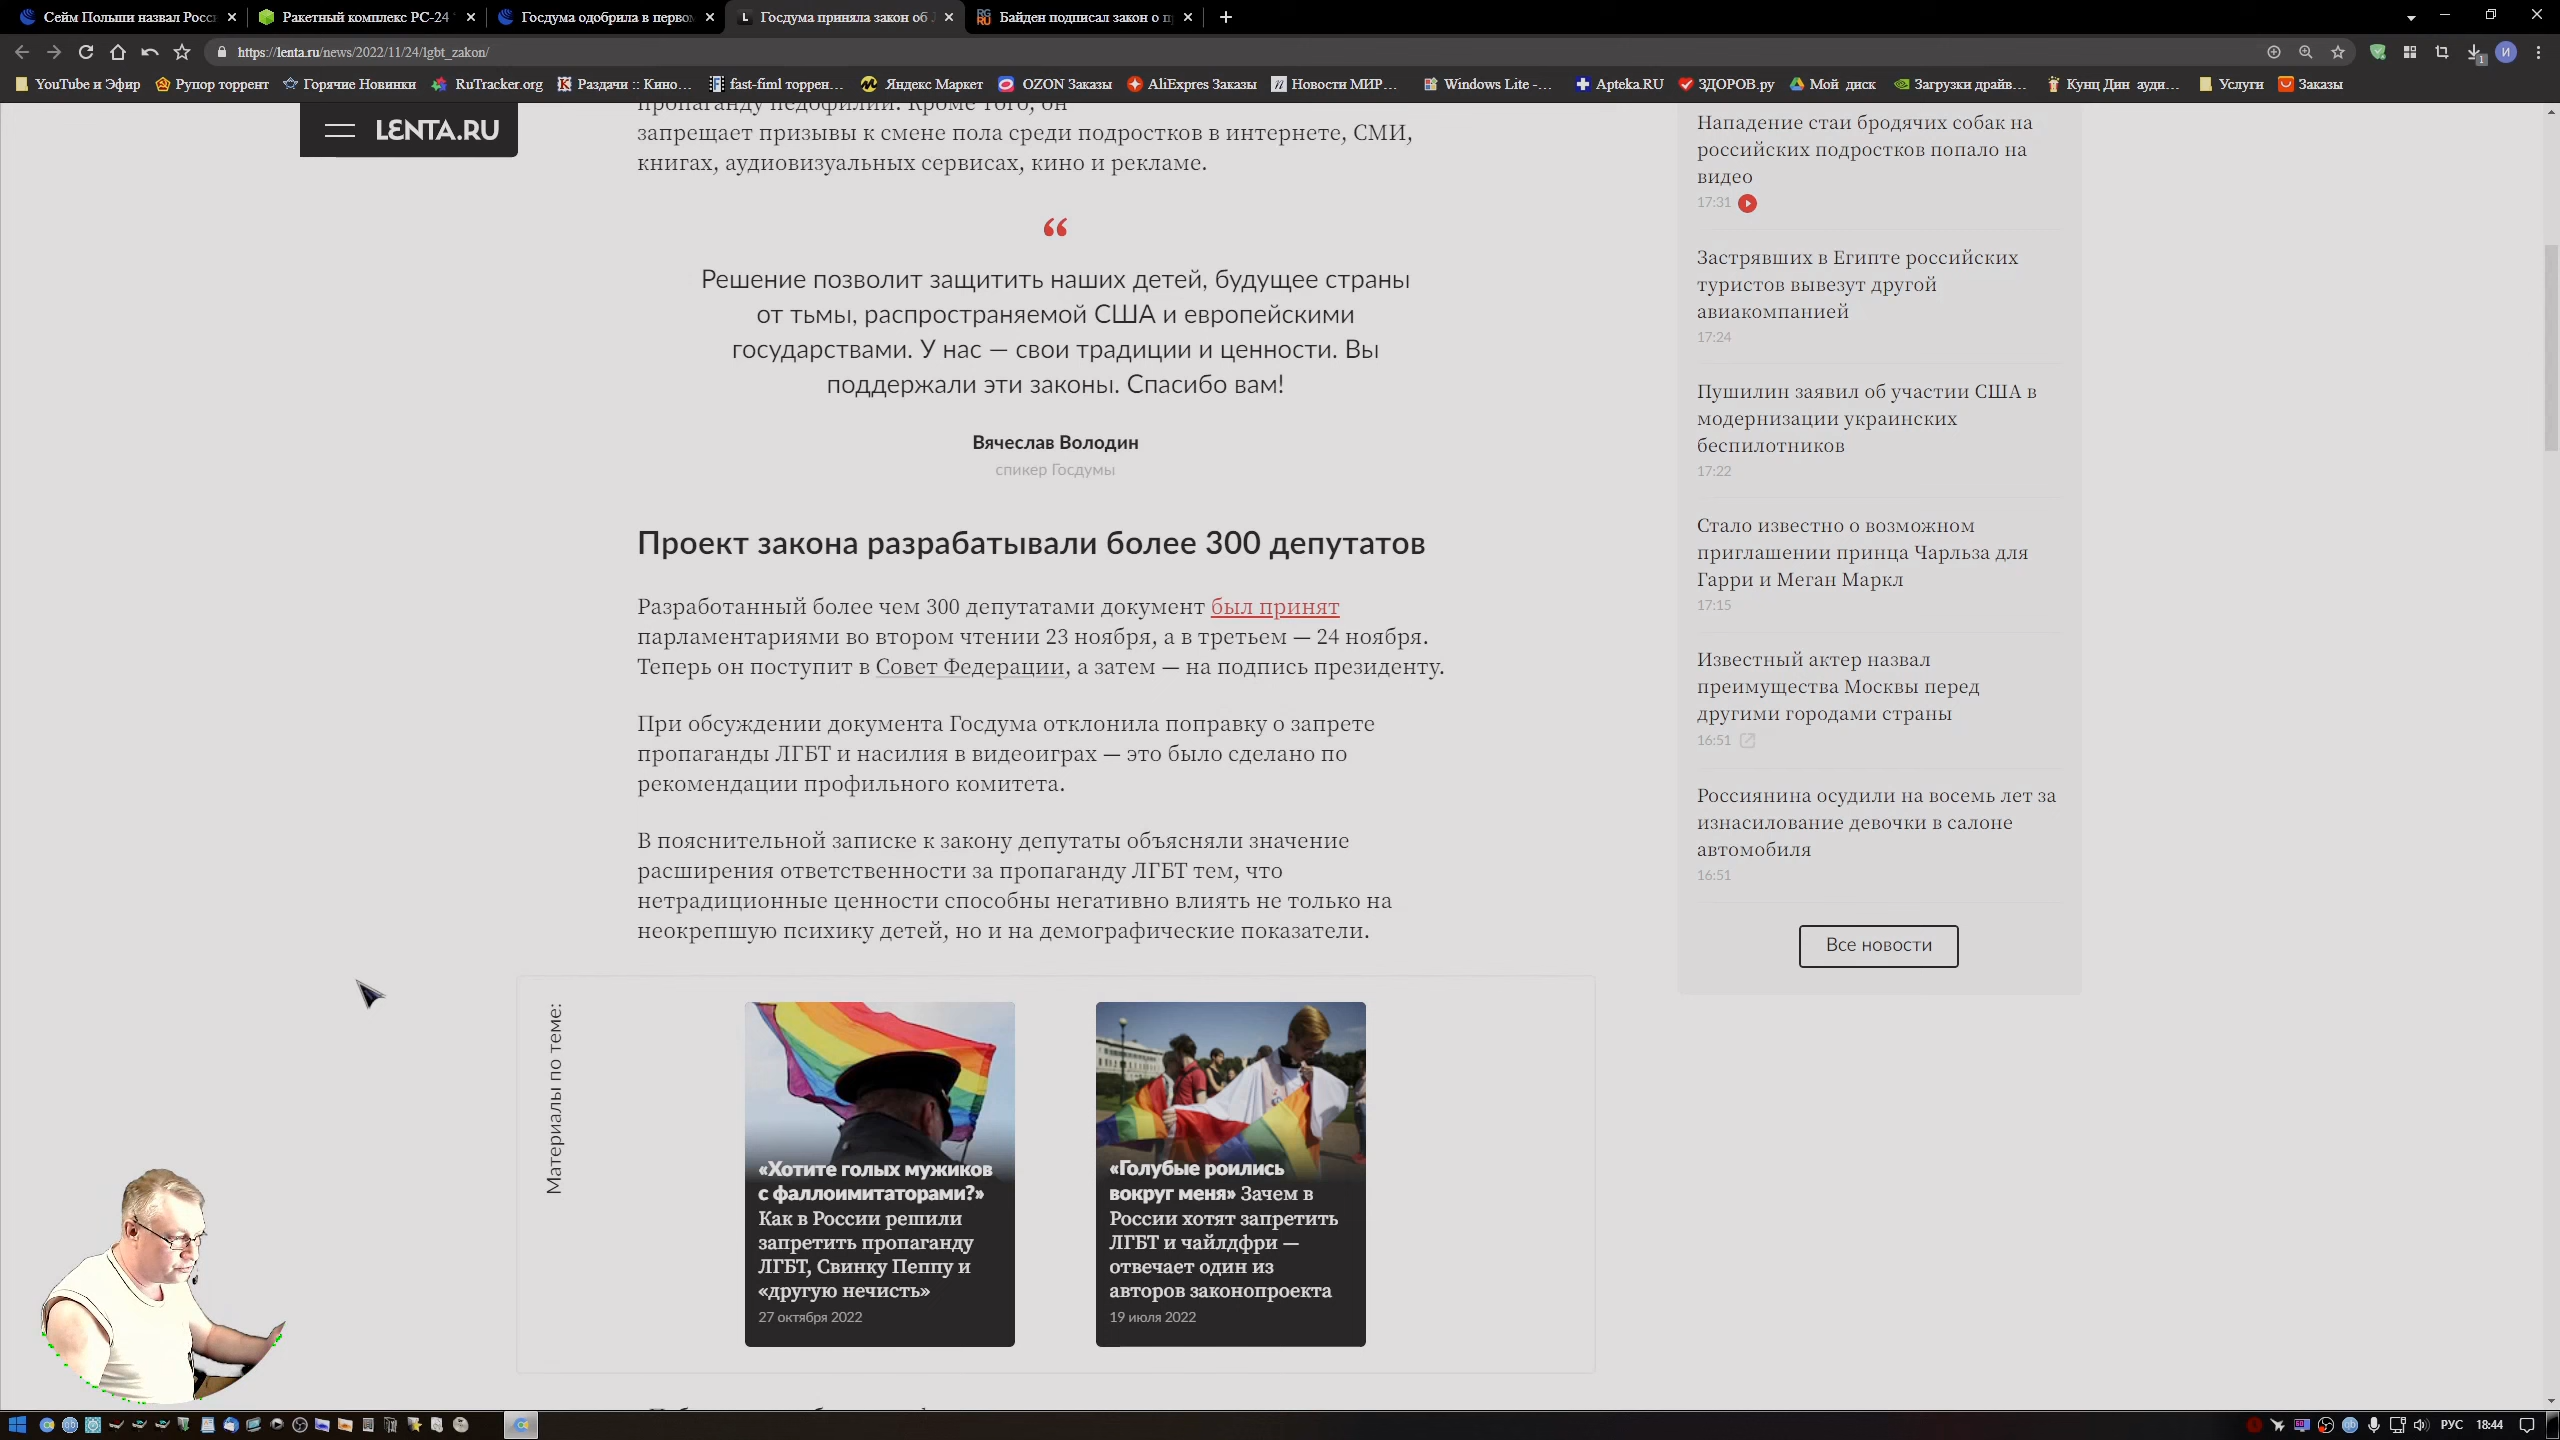 Сейм Польши назвал Росс
Ракетный комплекс РС-24
Госдума одобрила в первом
Госдума приняла закон об
Байден подписал закон о п
https://lenta.ru/news/2022/11/24/lgbt_zakon/
YouTube и Эфир
Рупор торрент
Горячие Новинки
RuTracker.org
Раздачи :: Кино...
fast-fiml торрен...
Яндекс Маркет
OZON Заказы
AliExpres Заказы
Новости МИР...
Windows Lite -...
Apteka.RU
ЗДОРОВ.ру
Мой диск
Загрузки драйв...
Кунц Дин ауди...
Услуги
Заказы
LENTA.RU
пропаганду педофилии. Кроме того, он
запрещает призывы к смене пола среди подростков в интернете, СМИ,
книгах, аудиовизуальных сервисах, кино и рекламе.
“
Решение позволит защитить наших детей, будущее страны
от тьмы, распространяемой США и европейскими
государствами. У нас — свои традиции и ценности. Вы
поддержали эти законы. Спасибо вам!
Вячеслав Володин
спикер Госдумы
Проект закона разрабатывали более 300 депутатов
Разработанный более чем 300 депутатами документ был принят
парламентариями во втором чтении 23 ноября, а в третьем — 24 ноября.
Теперь он поступит в Совет Федерации, а затем — на подпись президенту.
При обсуждении документа Госдума отклонила поправку о запрете
пропаганды ЛГБТ и насилия в видеоиграх — это было сделано по
рекомендации профильного комитета.
В пояснительной записке к закону депутаты объясняли значение
расширения ответственности за пропаганду ЛГБТ тем, что
нетрадиционные ценности способны негативно влиять не только на
неокрепшую психику детей, но и на демографические показатели.
Материалы по теме:
«Хотите голых мужиков
с фаллоимитаторами?»
Как в России решили
запретить пропаганду
ЛГБТ, Свинку Пеппу и
«другую нечисть»
27 октября 2022
«Голубые роились
вокруг меня» Зачем в
России хотят запретить
ЛГБТ и чайлдфри —
отвечает один из
авторов законопроекта
19 июля 2022
Нападение стаи бродячих собак на
российских подростков попало на
видео
17:31
Застрявших в Египте российских
туристов вывезут другой
авиакомпанией
17:24
Пушилин заявил об участии США в
модернизации украинских
беспилотников
17:22
Стало известно о возможном
приглашении принца Чарльза для
Гарри и Меган Маркл
17:15
Известный актер назвал
преимущества Москвы перед
другими городами страны
16:51
Россиянина осудили на восемь лет за
изнасилование девочки в салоне
автомобиля
16:51
Все новости
РУС
18:44